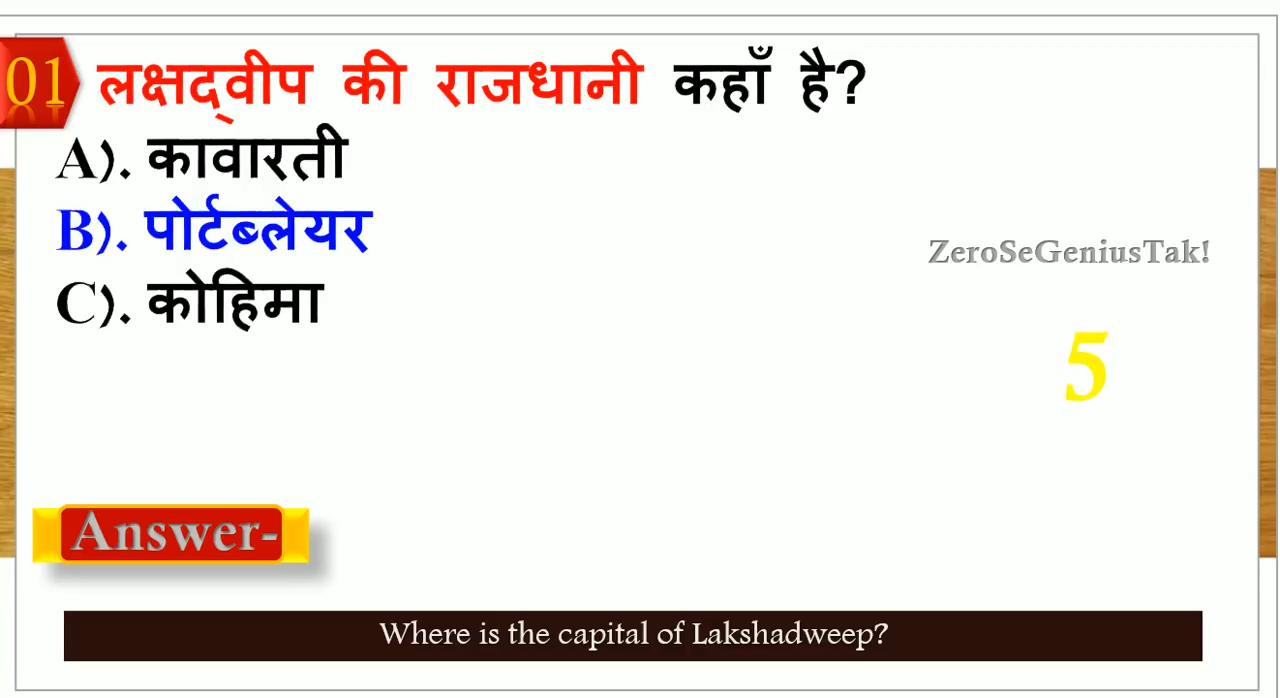 01 लक्षद्वीप की राजधानी कहाँ है?
A). कावारती
B). पोर्टब्लेयर
C). कोहिमा
ZeroSeGeniusTak!
5
Answer-
Where is the capital of Lakshadweep?